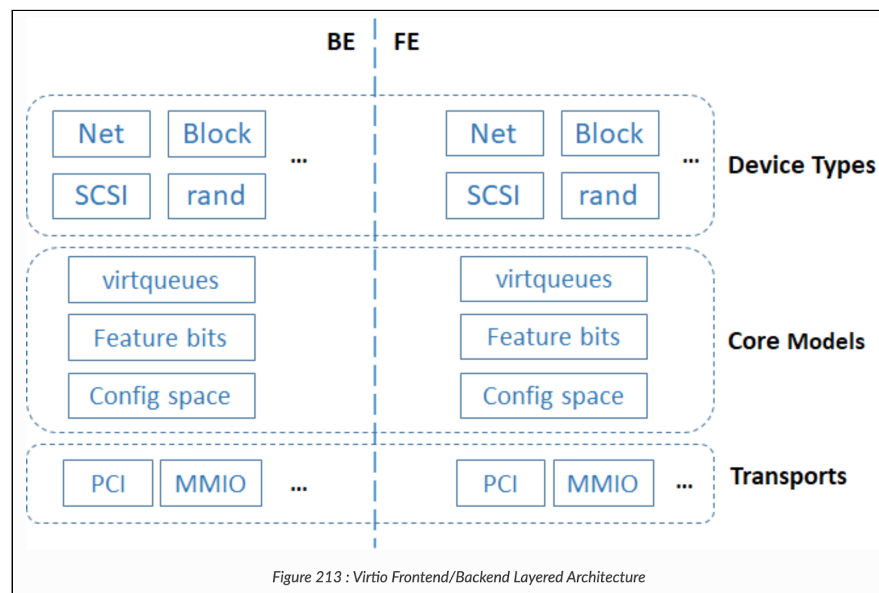 BE FE
Net Block ... Net Block ...
SCSI rand SCSI rand
Device Types
virtqueues virtqueues
Feature bits Feature bits
Core Models
Config space Config space
PCI MMIO ... PCI MMIO ...
Transports
Figure 213 : Virtio Frontend/Backend Layered Architecture